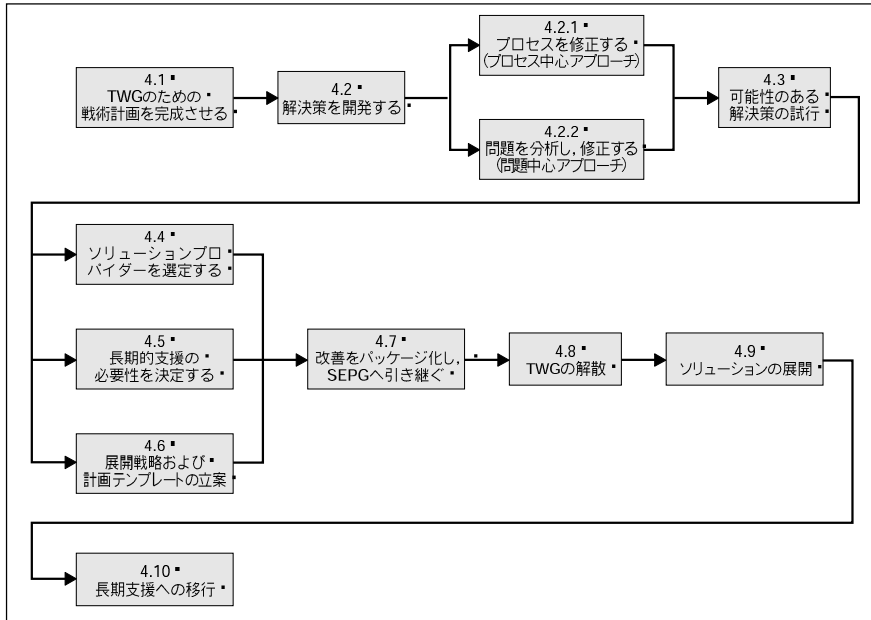 4.1
TWGのための
戦術計画を完成させる
4.2
解決策を開発する
4.2.1
プロセスを修正する
(プロセス中心アプローチ)
4.2.2
問題を分析し，修正する
(問題中心アプローチ)
4.3
可能性のある
解決策の試行
4.4
ソリューションプロ
バイダーを選定する
4.5
長期的支援の
必要性を決定する
4.6
展開戦略および
計画テンプレートの立案
4.7
改善をパッケージ化し，
SEPGへ引き継ぐ
4.8
TWGの解散
4.9
ソリューションの展開
4.10
長期支援への移行